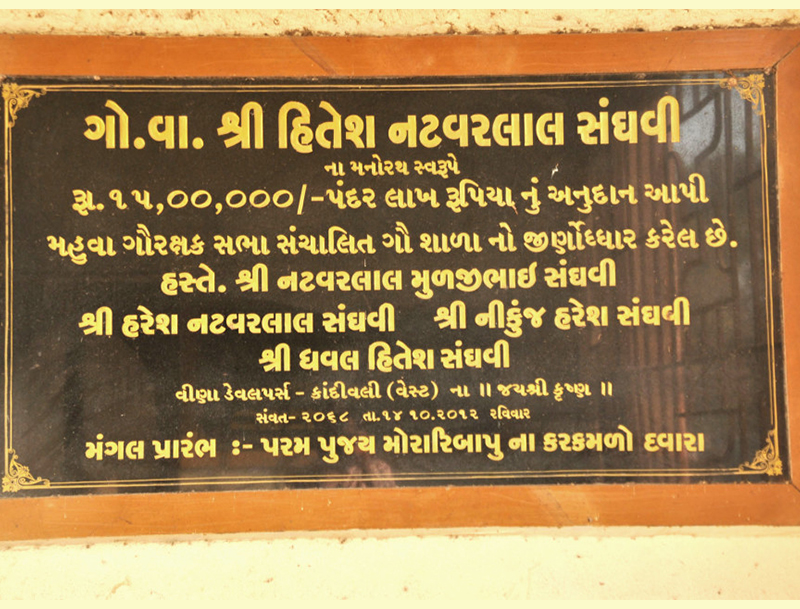 ગો.વા. શ્રી હિતેશ નટવરલાલ સંઘવી
ના મનોરથ સ્વરૂપે
રૂા.૧૫,૦૦,૦૦૦/-પંદર લાખ રૂપિયા નું અનુદાન આપી
મહુવા ગૌરક્ષક સભા સંચાલિત ગૌ શાળા નો જીર્ણોધ્ધાર કરેલ છે.
હસ્તે. શ્રી નટવરલાલ મુળજીભાઇ સંઘવી
શ્રી હરેશ નટવરલાલ સંઘવી શ્રી નીકુંજ હરેશ સંઘવી
શ્રી ધવલ હિતેશ સંઘવી
વીણા ડેવલપર્સ - કાંદીવલી (વેસ્ટ) ના ॥ જયશ્રી કૃષ્ણ ॥
સંવત- ૨૦૬૮ તા.૧૪ ૧૦.૨૦૧૨ રવિવાર
મંગલ પ્રારંભ :- પરમ પુજય મોરારિબાપુ ના કરકમળો દવારા